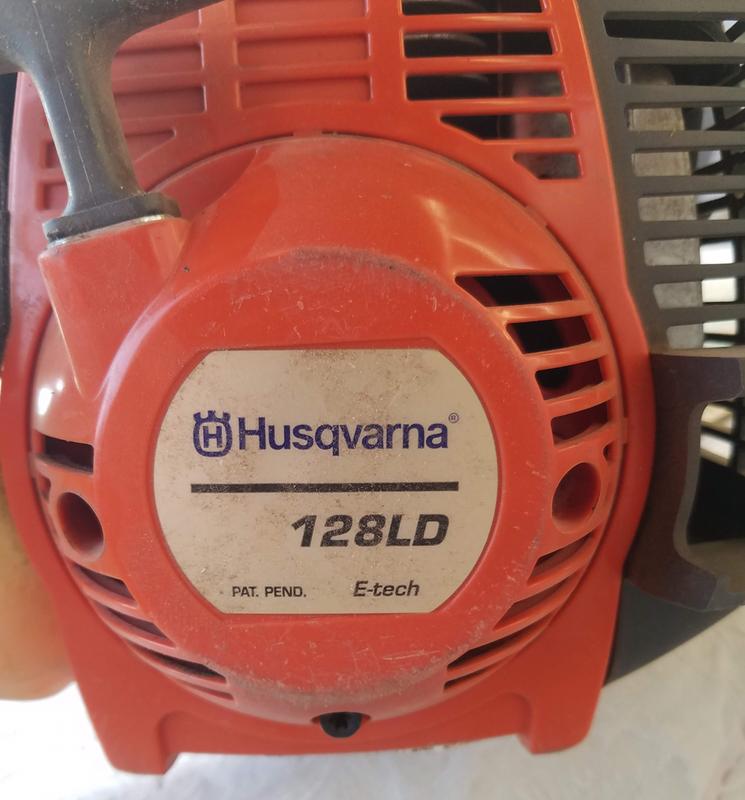 Husqvarna®
128LD
PAT. PEND. E-tech